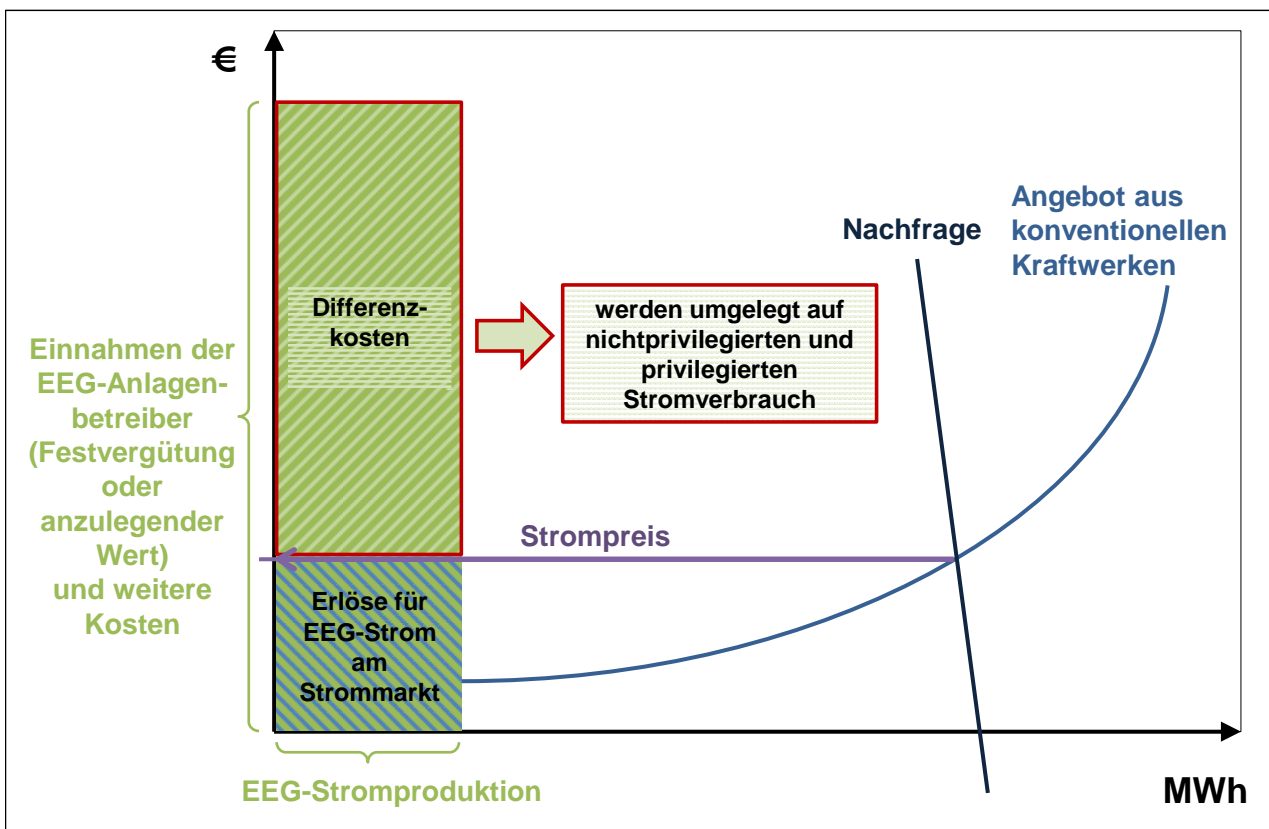 €
Angebot aus
konventionellen
Kraftwerken
Nachfrage
Differenz-
kosten
werden umgelegt auf
nichtprivilegierten und
privilegierten
Stromverbrauch
Einnahmen der
EEG-Anlagen-
betreiber
(Festvergütung
oder
anzulegender
Wert)
und weitere
Kosten
Strompreis
Erlöse für
EEG-Strom
am
Strommarkt
EEG-Stromproduktion
MWh